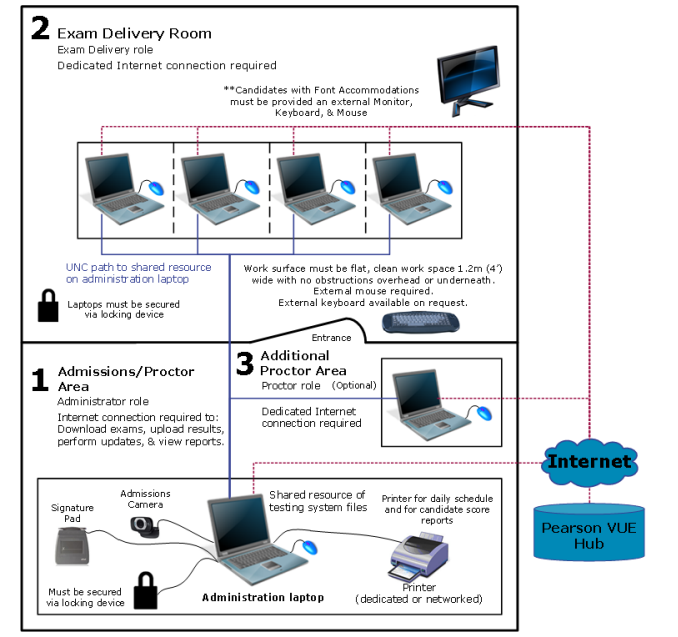 2 Exam Delivery Room
Exam Delivery role
Dedicated Internet connection required
**Candidates with Font Accommodations
must be provided an external Monitor,
Keyboard, & Mouse
UNC path to shared resource
on administration laptop
Laptops must be secured
via locking device
Work surface must be flat, clean work space 1.2m (4’)
wide with no obstructions overhead or underneath.
External mouse required.
External keyboard available on request.
Entrance
1 Admissions/Proctor
Area
Administrator role
Internet connection required to:
Download exams, upload results,
perform updates, & view reports.
3 Additional
Proctor Area
Proctor role (Optional)
Dedicated Internet
connection required
Internet
Pearson VUE
Hub
Signature
Pad
Admissions
Camera
Shared resource of
testing system files
Printer for daily schedule
and for candidate score
reports
Must be secured
via locking device
Administration laptop
Printer
(dedicated or networked)